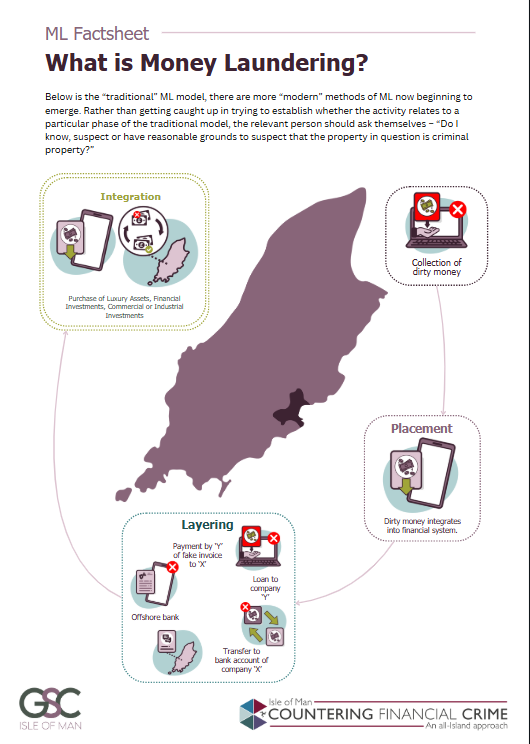 ML Factsheet
What is Money Laundering?
Below is the “traditional” ML model, there are more “modern” methods of ML now beginning to
emerge. Rather than getting caught up in trying to establish whether the activity relates to a
particular phase of the traditional model, the relevant person should ask themselves – “Do I
know, suspect or have reasonable grounds to suspect that the property in question is criminal
property?”
Integration
Purchase of Luxury Assets, Financial
Investments, Commercial or Industrial
Investments
Collection of
dirty money
Placement
Dirty money integrates
into financial system.
Layering
Payment by 'Y'
of fake invoice
to 'X'
Loan to
company
'Y'
Offshore bank
Transfer to
bank account of
company 'X'
GSC
ISLE OF MAN
Isle of Man
COUNTERING FINANCIAL CRIME
An all-Island approach